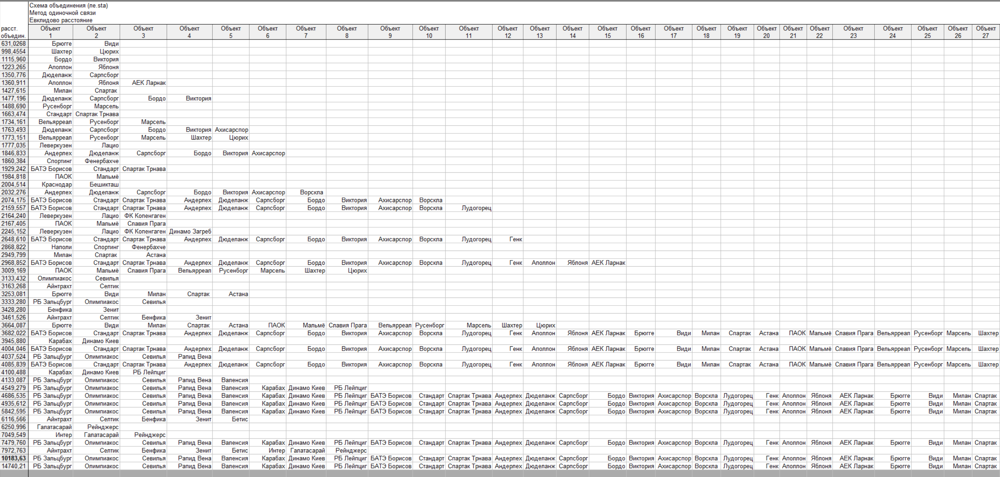 Схема объединения (ле.sta)
Метод одиночной связи
Евклидово расстояние
расст. Объект Объект Объект Объект Объект Объект Объект Объект Объект Объект Объект Объект Объект Объект Объект Объект Объект Объект Объект Объект Объект Объект Объект Объект Объект Объект Объект
объедин. 1 2 3 4 5 6 7 8 9 10 11 12 13 14 15 16 17 18 19 20 21 22 23 24 25 26 27
631,0268 Брюгге Види
998,4554 Шахтер Цюрих
1115,960 Бордо Виктория
1223,265 Аполлон Яблоня
1350,776 Дюделанж Сарпсборг
1360,911 Аполлон Яблоня АЕК Ларнак
1427,615 Милан Спартак
1477,196 Дюделанж Сарпсборг Бордо Виктория
1488,690 Русенборг Марсель
1663,474 Стандарт Спартак Трнава
1734,161 Вельярреал Русенборг Марсель
1763,493 Дюделанж Сарпсборг Бордо Виктория Ахисарспор
1773,151 Вельярреал Русенборг Марсель Шахтер Цюрих
1777,035 Леверкузен Лацио
1846,833 Андерлех Дюделанж Сарпсборг Бордо Виктория Ахисарспор
1860,384 Спортинг Фенербахче
1929,242 БАТЭ Борисов Стандарт Спартак Трнава
1984,818 ПАОК Мальмё
2004,514 Краснодар Бешикташ
2032,276 Андерлех Дюделанж Сарпсборг Бордо Виктория Ахисарспор Ворскла
2074,175 БАТЭ Борисов Стандарт Спартак Трнава Андерлех Дюделанж Сарпсборг Бордо Виктория Ахисарспор Ворскла
2159,557 БАТЭ Борисов Стандарт Спартак Трнава Андерлех Дюделанж Сарпсборг Бордо Виктория Ахисарспор Ворскла Лудогорец
2164,240 Леверкузен Лацио ФК Копенгаген
2167,405 ПАОК Мальмё Славия Прага
2245,152 Леверкузен Лацио ФК Копенгаген Динамо Загреб
2648,610 БАТЭ Борисов Стандарт Спартак Трнава Андерлех Дюделанж Сарпсборг Бордо Виктория Ахисарспор Ворскла Лудогорец Генк
2868,822 Наполи Спортинг Фенербахче
2949,799 Милан Спартак Астана
2968,852 БАТЭ Борисов Стандарт Спартак Трнава Андерлех Дюделанж Сарпсборг Бордо Виктория Ахисарспор Ворскла Лудогорец Генк Аполлон Яблоня АЕК Ларнак
3009,169 ПАОК Мальмё Славия Прага Вельярреал Русенборг Марсель Шахтер Цюрих
3133,432 Олимпиакос Севилья
3163,268 Айнтрахт Селтик
3253,081 Брюгге Види Милан Спартак Астана
3333,280 РБ Зальцбург Олимпиакос Севилья
3428,280 Бенфика Зенит
3461,526 Айнтрахт Селтик Бенфика Зенит
3664,087 Брюгге Види Милан Спартак Астана ПАОК Мальмё Славия Прага Вельярреал Русенборг Марсель Шахтер Цюрих
3682,022 БАТЭ Борисов Стандарт Спартак Трнава Андерлех Дюделанж Сарпсборг Бордо Виктория Ахисарспор Ворскла Лудогорец Генк Аполлон Яблоня АЕК Ларнак Брюгге Види Милан Спартак Астана ПАОК Мальмё Славия Прага Вельярреал Русенборг Марсель Шахтер
3945,880 Карабах Динамо Киев
4004,046 БАТЭ Борисов Стандарт Спартак Трнава Андерлех Дюделанж Сарпсборг Бордо Виктория Ахисарспор Ворскла Лудогорец Генк Аполлон Яблоня АЕК Ларнак Брюгге Види Милан Спартак Астана ПАОК Мальмё Славия Прага Вельярреал Русенборг Марсель Шахтер
4037,524 РБ Зальцбург Олимпиакос Севилья Рапид Вена
4085,839 БАТЭ Борисов Стандарт Спартак Трнава Андерлех Дюделанж Сарпсборг Бордо Виктория Ахисарспор Ворскла Лудогорец Генк Аполлон Яблоня АЕК Ларнак Брюгге Види Милан Спартак Астана ПАОК Мальмё Славия Прага Вельярреал Русенборг Марсель Шахтер
4100,488 Карабах Динамо Киев РБ Лейпциг
4133,087 РБ Зальцбург Олимпиакос Севилья Рапид Вена Валенсия
4549,279 РБ Зальцбург Олимпиакос Севилья Рапид Вена Валенсия Карабах Динамо Киев РБ Лейпциг
4686,535 РБ Зальцбург Олимпиакос Севилья Рапид Вена Валенсия Карабах Динамо Киев РБ Лейпциг БАТЭ Борисов Стандарт Спартак Трнава Андерлех Дюделанж Сарпсборг Бордо Виктория Ахисарспор Ворскла Лудогорец Генк Аполлон Яблоня АЕК Ларнак Брюгге Види Милан Спартак
4935,612 РБ Зальцбург Олимпиакос Севилья Рапид Вена Валенсия Карабах Динамо Киев РБ Лейпциг БАТЭ Борисов Стандарт Спартак Трнава Андерлех Дюделанж Сарпсборг Бордо Виктория Ахисарспор Ворскла Лудогорец Генк Аполлон Яблоня АЕК Ларнак Брюгге Види Милан Спартак
5842,595 РБ Зальцбург Олимпиакос Севилья Рапид Вена Валенсия Карабах Динамо Киев РБ Лейпциг БАТЭ Борисов Стандарт Спартак Трнава Андерлех Дюделанж Сарпсборг Бордо Виктория Ахисарспор Ворскла Лудогорец Генк Аполлон Яблоня АЕК Ларнак Брюгге Види Милан Спартак
6116,566 Айнтрахт Селтик Бенфика Зенит Бетис
6250,996 Галатасарай Рейнджерс
7049,549 Интер Галатасарай Рейнджерс
7479,760 РБ Зальцбург Олимпиакос Севилья Рапид Вена Валенсия Карабах Динамо Киев РБ Лейпциг БАТЭ Борисов Стандарт Спартак Трнава Андерлех Дюделанж Сарпсборг Бордо Виктория Ахисарспор Ворскла Лудогорец Генк Аполлон Яблоня АЕК Ларнак Брюгге Види Милан Спартак
7972,763 Айнтрахт Селтик Бенфика Зенит Бетис Интер Галатасарай Рейнджерс
10183,63 РБ Зальцбург Олимпиакос Севилья Рапид Вена Валенсия Карабах Динамо Киев РБ Лейпциг БАТЭ Борисов Стандарт Спартак Трнава Андерлех Дюделанж Сарпсборг Бордо Виктория Ахисарспор Ворскла Лудогорец Генк Аполлон Яблоня АЕК Ларнак Брюгге Види Милан Спартак
14740,21 РБ Зальцбург Олимпиакос Севилья Рапид Вена Валенсия Карабах Динамо Киев РБ Лейпциг БАТЭ Борисов Стандарт Спартак Трнава Андерлех Дюделанж Сарпсборг Бордо Виктория Ахисарспор Ворскла Лудогорец Генк Аполлон Яблоня АЕК Ларнак Брюгге Види Милан Спартак